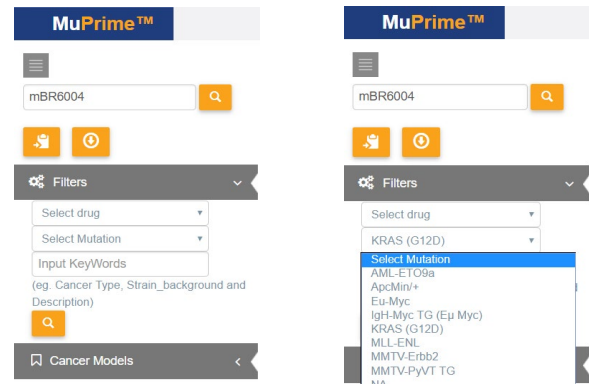 MuPrime™
mBR6004
Filters
Select drug
Select Mutation
Input KeyWords
(eg. Cancer Type, Strain_background and
Description)
Cancer Models
MuPrime™
mBR6004
Filters
Select drug
KRAS (G12D)
Select Mutation
AML-ETO9a
ApcMin/+
Eu-Myc
IgH-Myc TG (Eμ Myc)
KRAS (G12D)
MLL-ENL
MMTV-Erbb2
MMTV-PyVT TG
NA